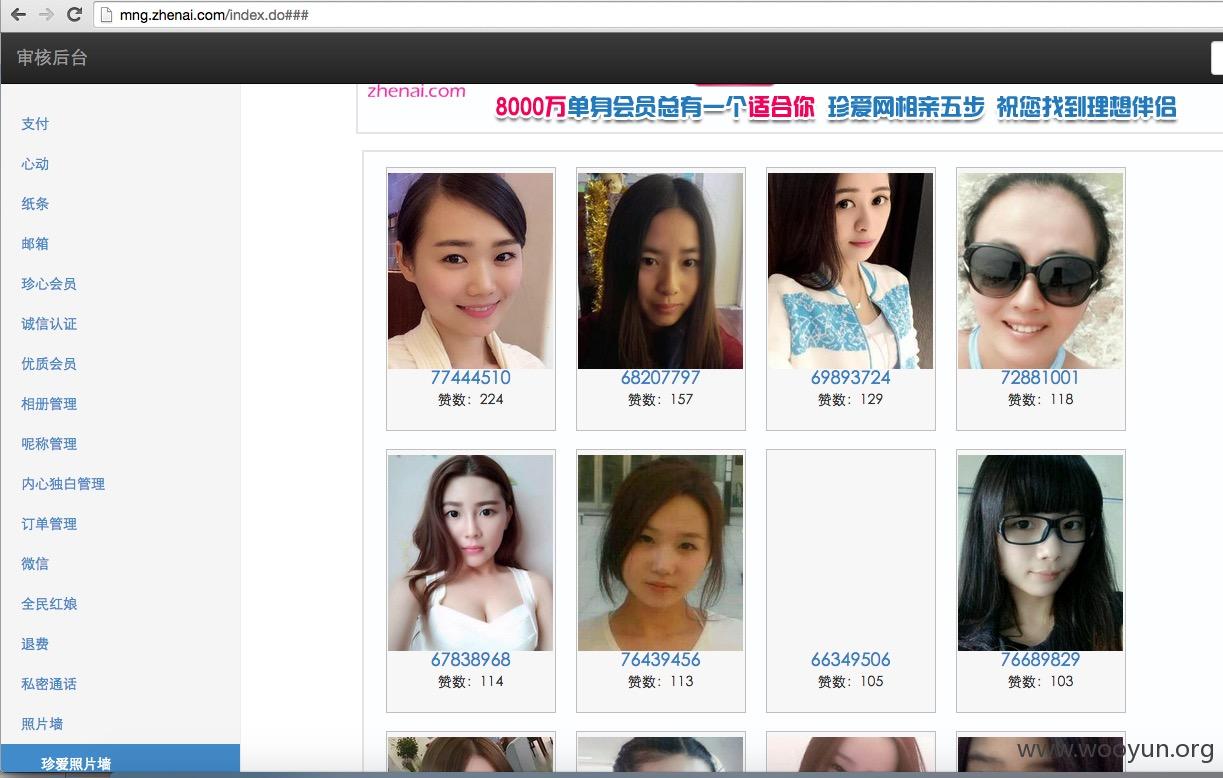 mng.zhenai.com/index.do###
审核后台
支付
心动
纸条
邮箱
珍心会员
诚信认证
优质会员
相册管理
昵称管理
内心独白管理
订单管理
微信
全民红娘
退费
私密通话
照片墙
珍爱照片墙
zhenai.com
8000万单身会员总有一个适合你 珍爱网相亲五步 祝您找到理想伴侣
77444510 68207797 69893724 72881001
赞数：224 赞数：157 赞数：129 赞数：118
67838968 76439456 66349506 76689829
赞数：114 赞数：113 赞数：105 赞数：103
www.wooyun.org